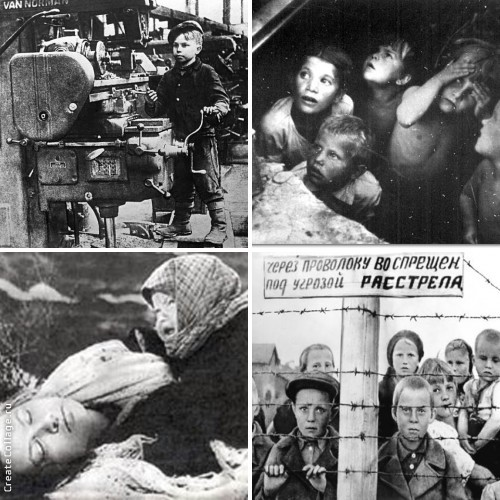 VAN NORMAN
ЧЕРЕЗ ПРОВОЛОКУ ВОСПРЕЩЕН
ПОД УГРОЗОЙ РАССТРЕЛА
CreateCollage.ru